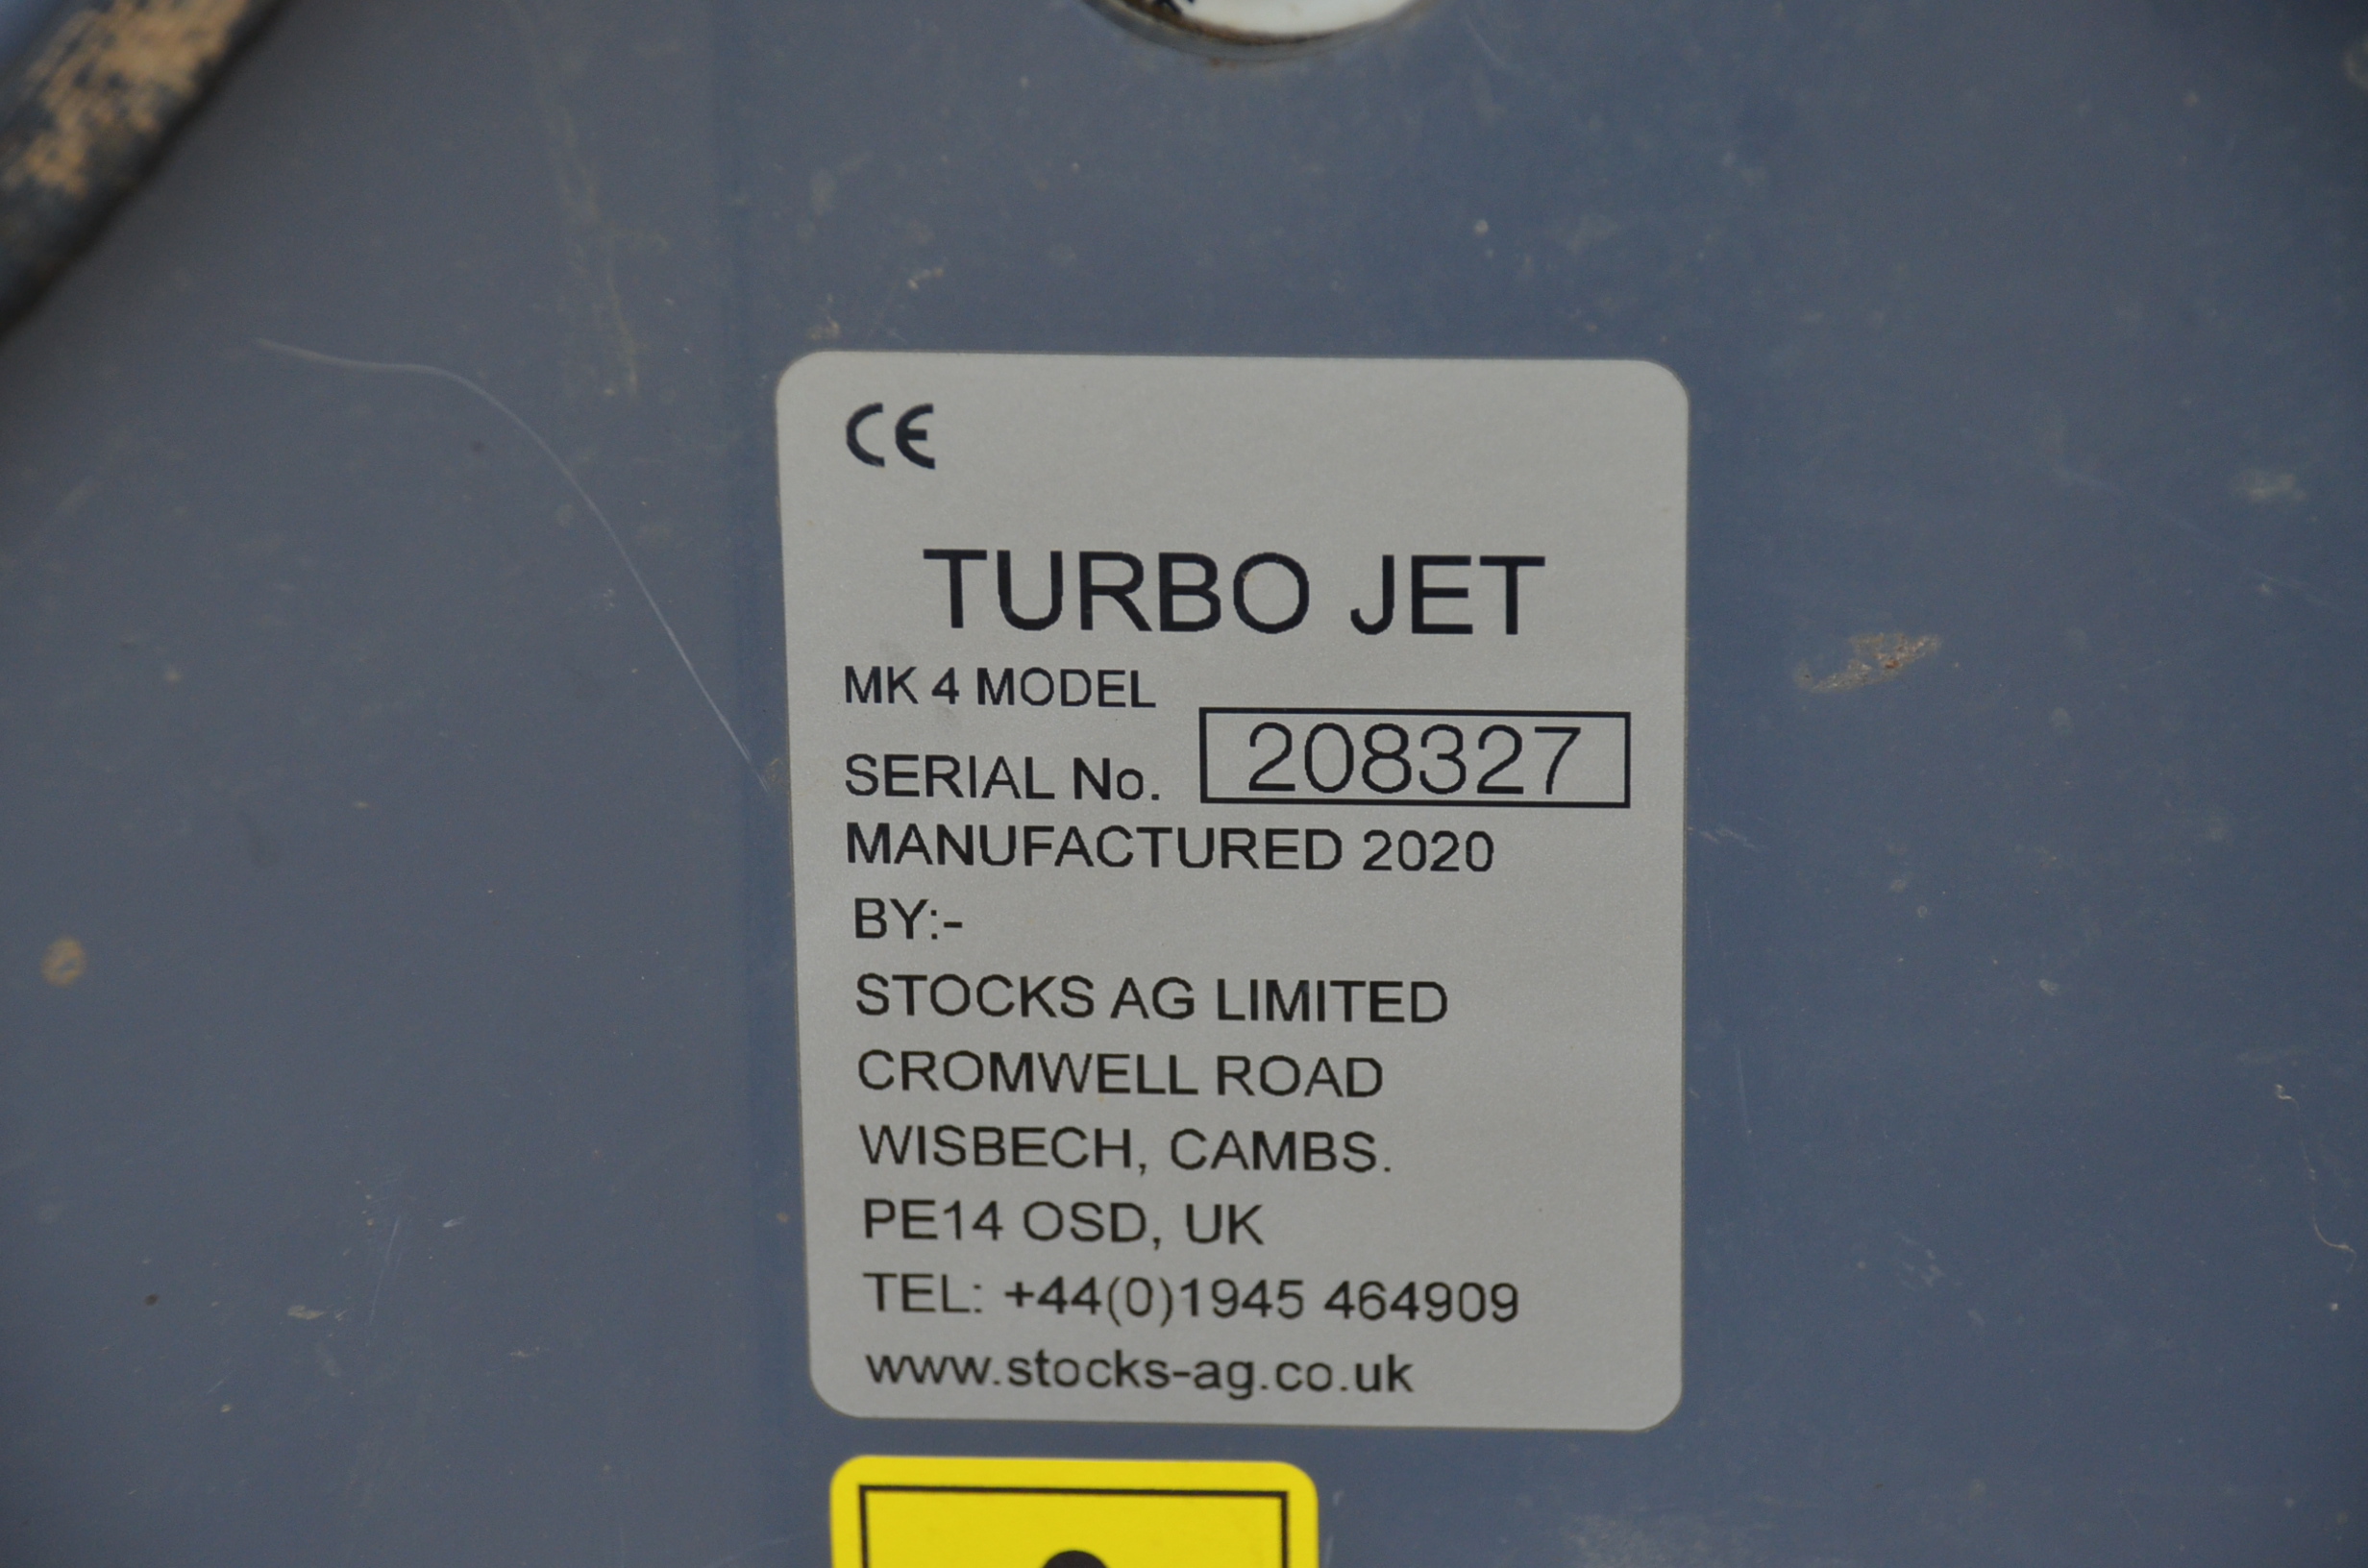 CE
TURBO JET
MK 4 MODEL
SERIAL No. 208327
MANUFACTURED 2020
BY:-
STOCKS AG LIMITED
CROMWELL ROAD
WISBECH, CAMBS.
PE14 OSD, UK
TEL: +44(0)1945 464909
www.stocks-ag.co.uk